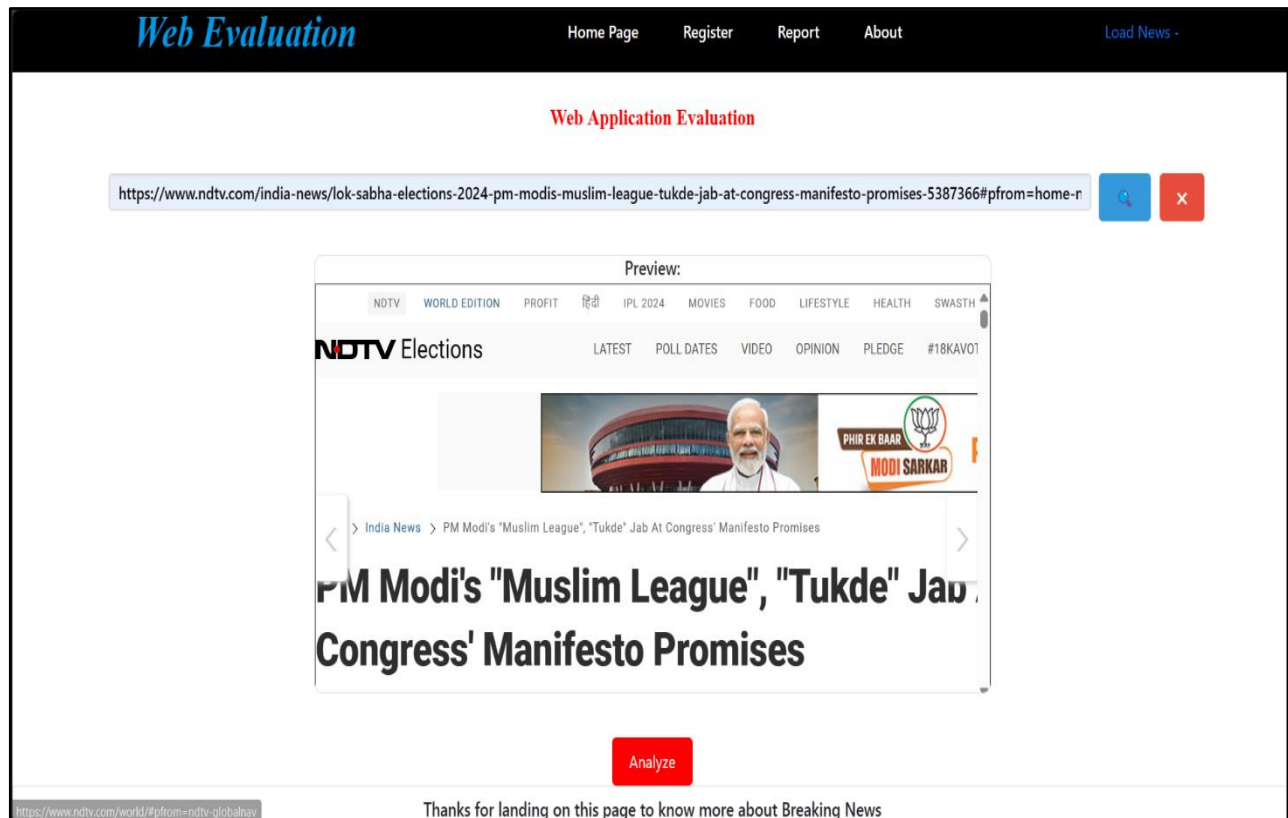 Web Evaluation
Home Page Register Report About
Load News -
Web Application Evaluation
https://www.ndtv.com/india-news/lok-sabha-elections-2024-pm-modis-muslim-league-tukde-jab-at-congress-manifesto-promises-5387366#pfrom=home-n
x
Preview:
NDTV WORLD EDITION PROFIT हिंदी IPL 2024 MOVIES FOOD LIFESTYLE HEALTH SWASTH
NDTV Elections
LATEST POLL DATES VIDEO OPINION PLEDGE #18KAVOT
PHIR EK BAAR
MODI SARKAR
> India News > PM Modi's "Muslim League", "Tukde" Jab At Congress' Manifesto Promises
PM Modi's "Muslim League", "Tukde" Jab
Congress' Manifesto Promises
Analyze
https://www.ndtv.com/world/#pfrom=ndtv-globalnav
Thanks for landing on this page to know more about Breaking News